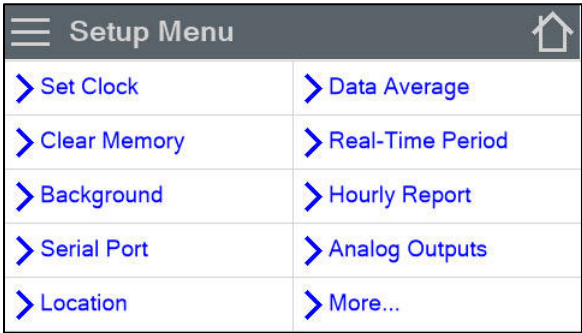 Setup Menu
Set Clock
Data Average
Clear Memory
Real-Time Period
Background
Hourly Report
Serial Port
Analog Outputs
Location
More...